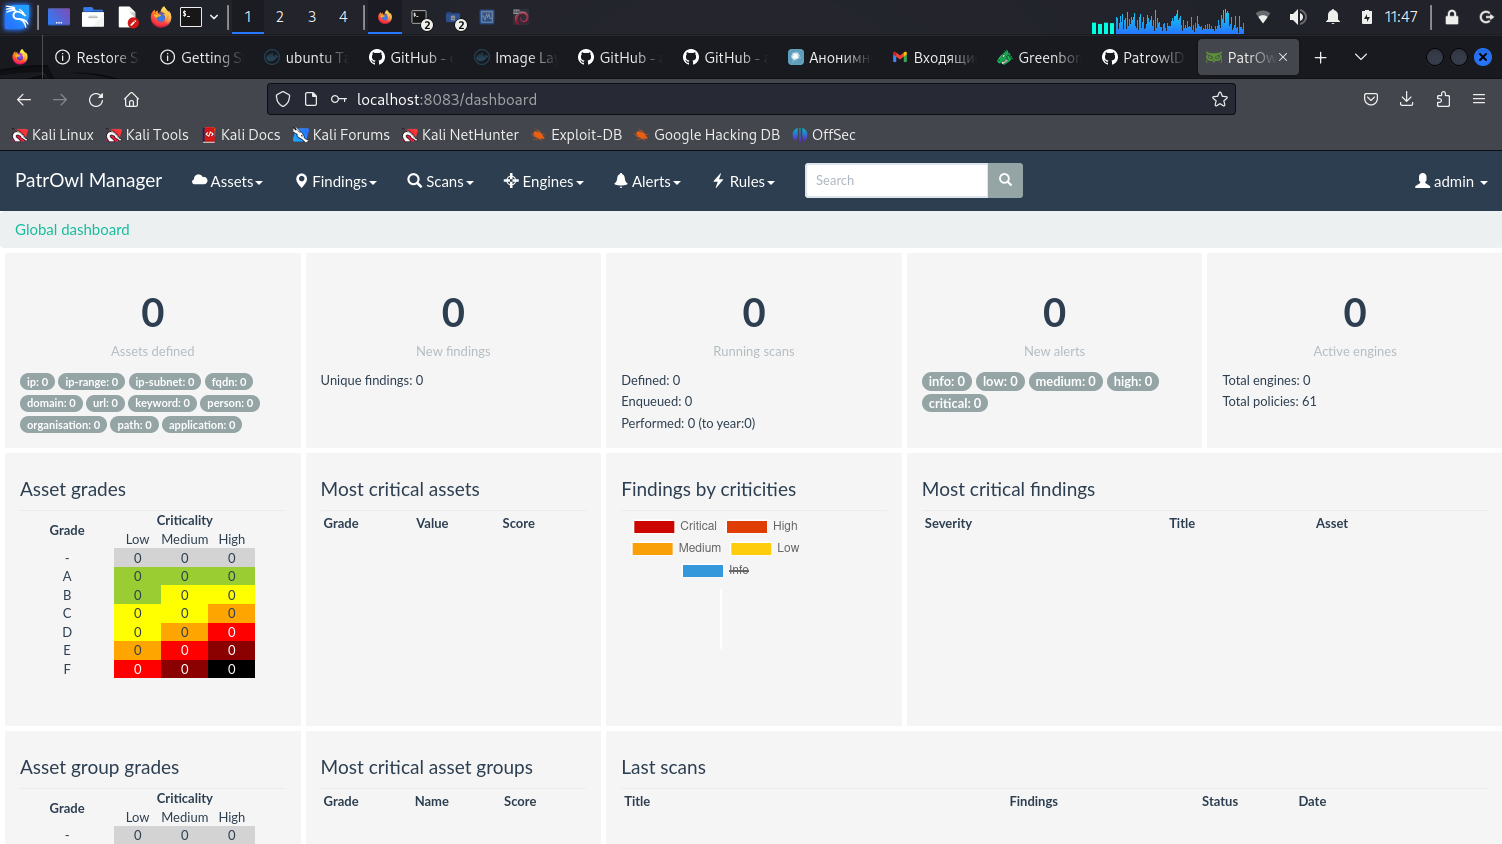 1 2 3 4 2 2 11:47
Restore S Getting S ubuntu Ta GitHub - Image La GitHub - GitHub - Анонимн Входящи Greenbon PatrowlD PatrOw
localhost:8083/dashboard
Kali Linux Kali Tools Kali Docs Kali Forums Kali NetHunter Exploit-DB Google Hacking DB OffSec
PatrOwl Manager Assets Findings Scans Engines Alerts Rules Search admin
Global dashboard
0 0 0 0 0
Assets defined New findings Running scans New alerts Active engines
ip: 0 ip-range: 0 ip-subnet: 0 fqdn: 0 Unique findings: 0 Defined: 0 info: 0 low: 0 medium: 0 high: 0 Total engines: 0
domain: 0 url: 0 keyword: 0 person: 0 Enqueued: 0 critical: 0 Total policies: 61
organisation: 0 path: 0 application: 0 Performed: 0 (to year:0)
Asset grades Most critical assets Findings by criticities Most critical findings
Grade Criticality Grade Value Score Critical High Severity Title Asset
Low Medium High Medium Low
- 0 0 0 Info
A 0 0 0
B 0 0 0
C 0 0 0
D 0 0 0
E 0 0 0
F 0 0 0
Asset group grades Most critical asset groups Last scans
Grade Criticality Grade Name Score Title Findings Status Date
Low Medium High
- 0 0 0